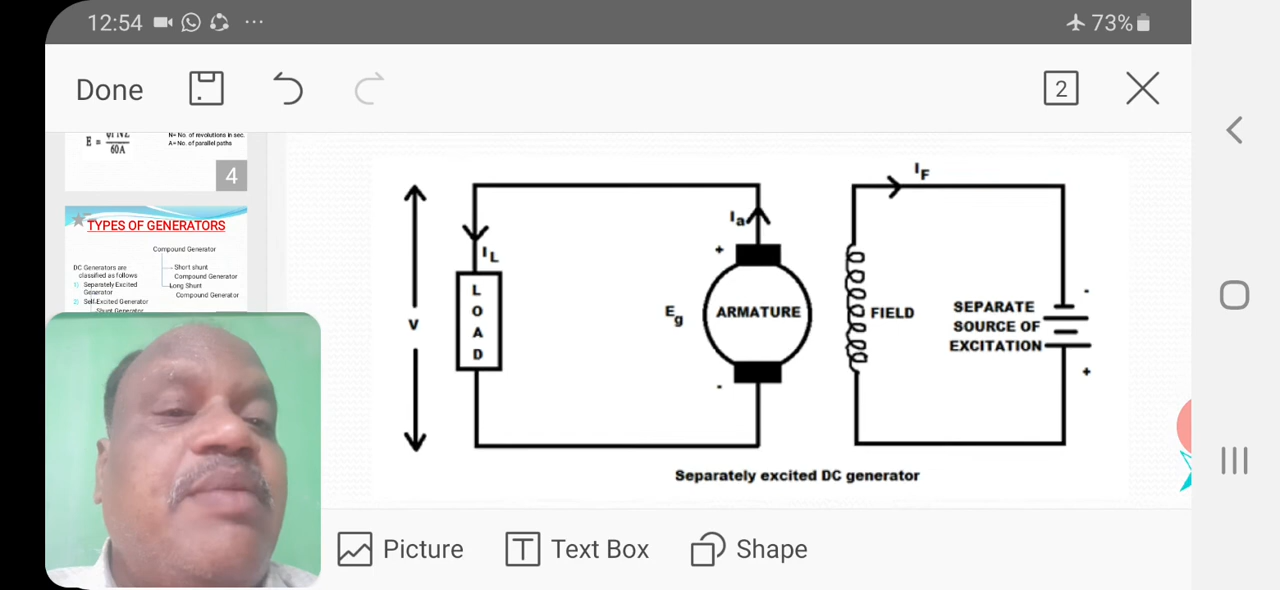 12:54
73%
Done
2
N= No. of revolutions in sec.
E =
60A
A= No. of parallel paths
4
TYPES OF GENERATORS
Compound Generator
DC Generators are
classified as follows
1) Separately Excited
Generator
2) Self-Excited Generator
Shunt Generator
Short shunt
Compound Generator
Long Shunt
Compound Generator
V
IL
LOAD
Ia
+
Eg
ARMATURE
-
IF
FIELD
SEPARATE
SOURCE OF
EXCITATION
-
+
Separately excited DC generator
Picture
Text Box
Shape